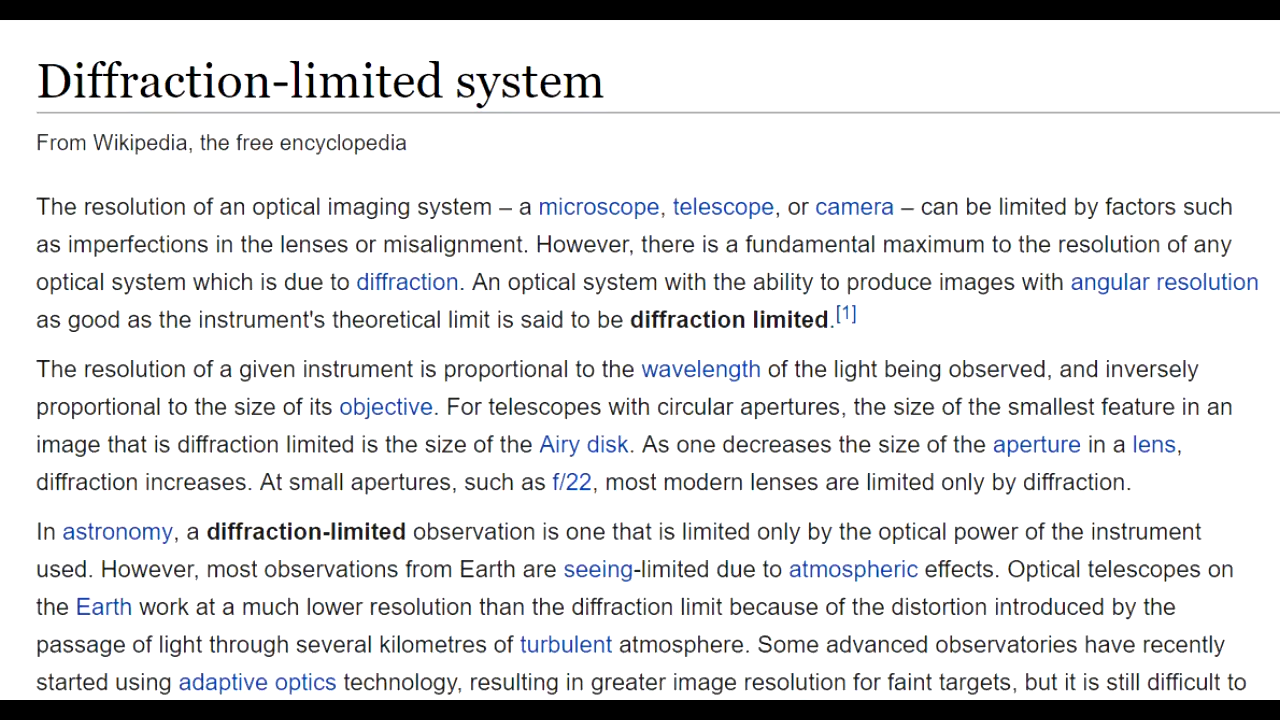 Diffraction-limited system
From Wikipedia, the free encyclopedia
The resolution of an optical imaging system – a microscope, telescope, or camera – can be limited by factors such
as imperfections in the lenses or misalignment. However, there is a fundamental maximum to the resolution of any
optical system which is due to diffraction. An optical system with the ability to produce images with angular resolution
as good as the instrument's theoretical limit is said to be diffraction limited.[1]
The resolution of a given instrument is proportional to the wavelength of the light being observed, and inversely
proportional to the size of its objective. For telescopes with circular apertures, the size of the smallest feature in an
image that is diffraction limited is the size of the Airy disk. As one decreases the size of the aperture in a lens,
diffraction increases. At small apertures, such as f/22, most modern lenses are limited only by diffraction.
In astronomy, a diffraction-limited observation is one that is limited only by the optical power of the instrument
used. However, most observations from Earth are seeing-limited due to atmospheric effects. Optical telescopes on
the Earth work at a much lower resolution than the diffraction limit because of the distortion introduced by the
passage of light through several kilometres of turbulent atmosphere. Some advanced observatories have recently
started using adaptive optics technology, resulting in greater image resolution for faint targets, but it is still difficult to